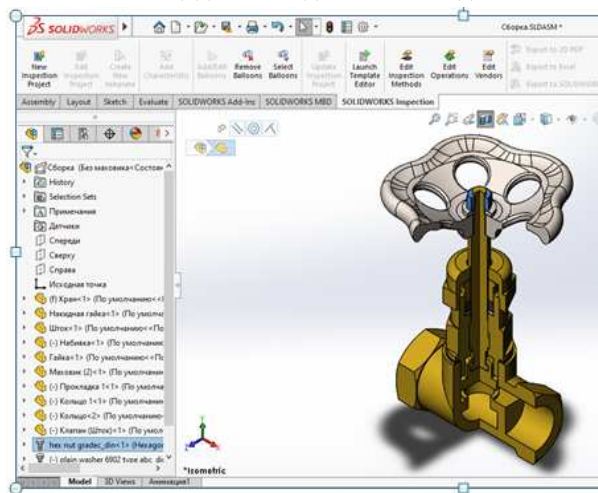 SOLIDWORKS
Сборка.SLDASM *
New Inspection Project
Edit Inspection Project
Create New Template
Add Characteristic
Add/Edit Balloons
Remove Balloons
Select Balloons
Update Inspection Project
Launch Template Editor
Edit Inspection Methods
Edit Operations
Edit Vendors
Export to 2D PDF
Export to Excel
Export to SOLIDWORKS
Assembly Layout Sketch Evaluate SOLIDWORKS Add-Ins SOLIDWORKS MBD SOLIDWORKS Inspection
Сборка (Без маховика<Состоян
History
Selection Sets
Примечания
Датчики
Спереди
Сверху
Справа
Исходная точка
(f) Кран<1> (По умолчанию<<
Накидная гайка<1> (По умолча
Шток<1> (По умолчанию<<По
(-) Набивка<1> (По умолчанию
Гайка<1> (По умолчанию<<По
Маховик (2)<1> (По умолчани
(-) Прокладка 1<1> (По умолча
(-) Кольцо 1<1> (По умолчани
(-) Кольцо<2> (По умолчанию
(-) Клапан (Шток)<1> (По умол
hex nut gradec_din<1> (Hexagon
(-) plain washer 6902 type abc di
*Isometric
Model 3D Views Анимация1